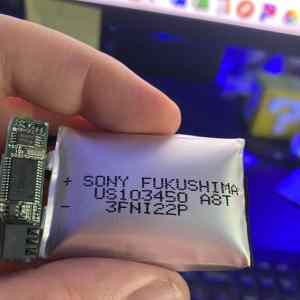 + SONY FUKUSHIMA
US103450 A8T
- 3FNI22P